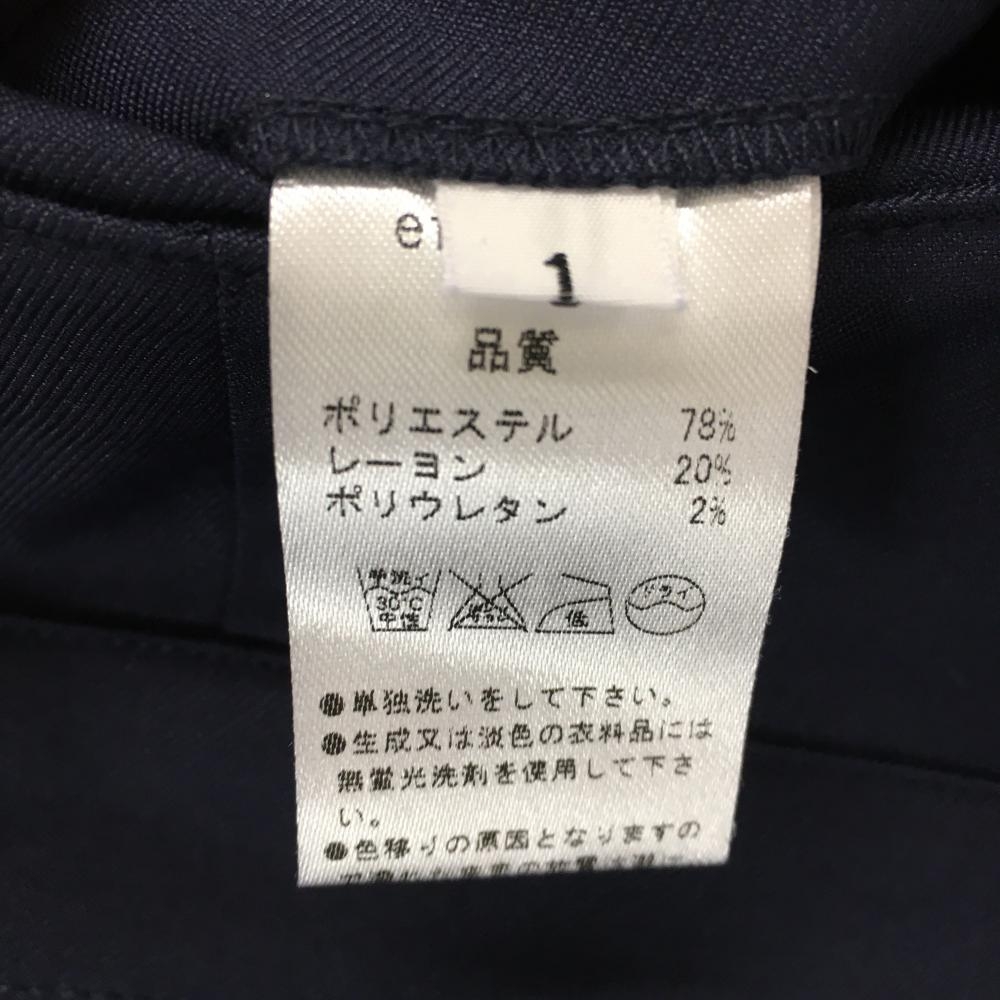 1
品質
ポリエステル 78%
レーヨン 20%
ポリウレタン 2%
手洗イ 30℃ 中性
低
ドライ
●単独洗いをして下さい。
●生成又は淡色の衣料品には
無蛍光洗剤を使用して下さ
い。
●色移りの原因となりますの